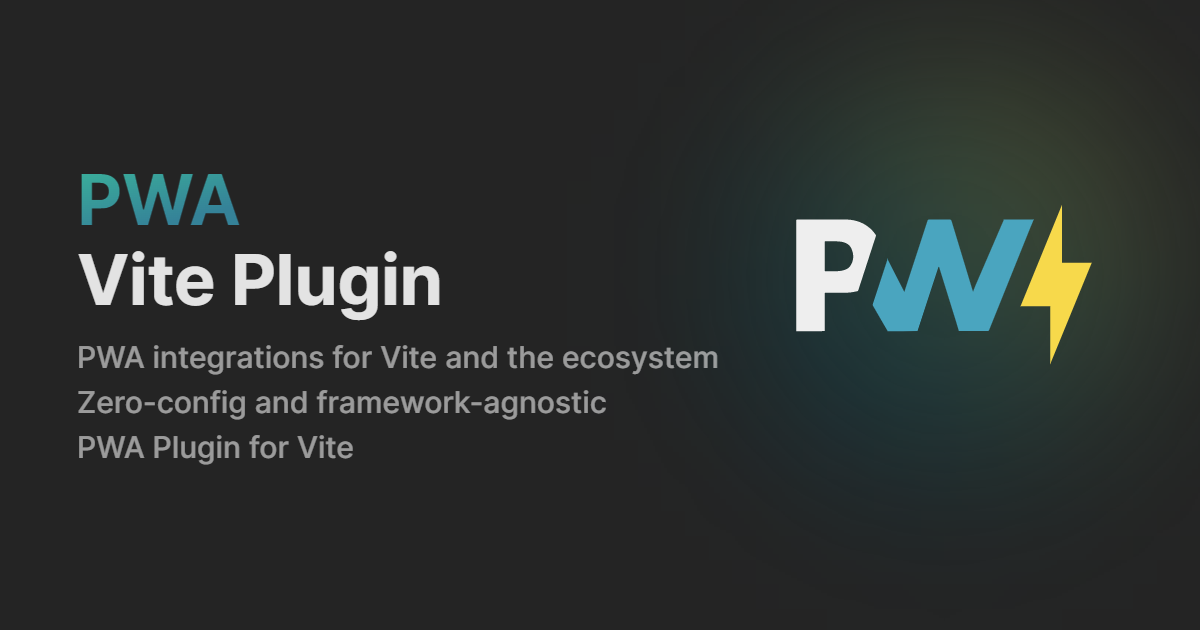 PWA
Vite Plugin
PWA integrations for Vite and the ecosystem
Zero-config and framework-agnostic
PWA Plugin for Vite
PW